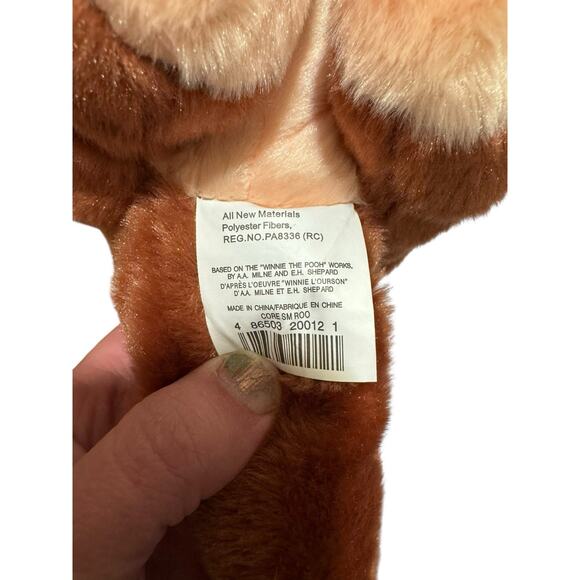 All New Materials
Polyester Fibers,
REG.NO.PA8336 (RC)
BASED ON THE "WINNIE THE POOH" WORKS,
BY A.A. MILNE AND E.H. SHEPARD
D'APRÈS L'OEUVRE "WINNIE L'OURSON"
D'A.A. MILNE ET E.H. SHEPARD
MADE IN CHINA/FABRIQUE EN CHINE
CORE SM ROO
4 86503 20012 1